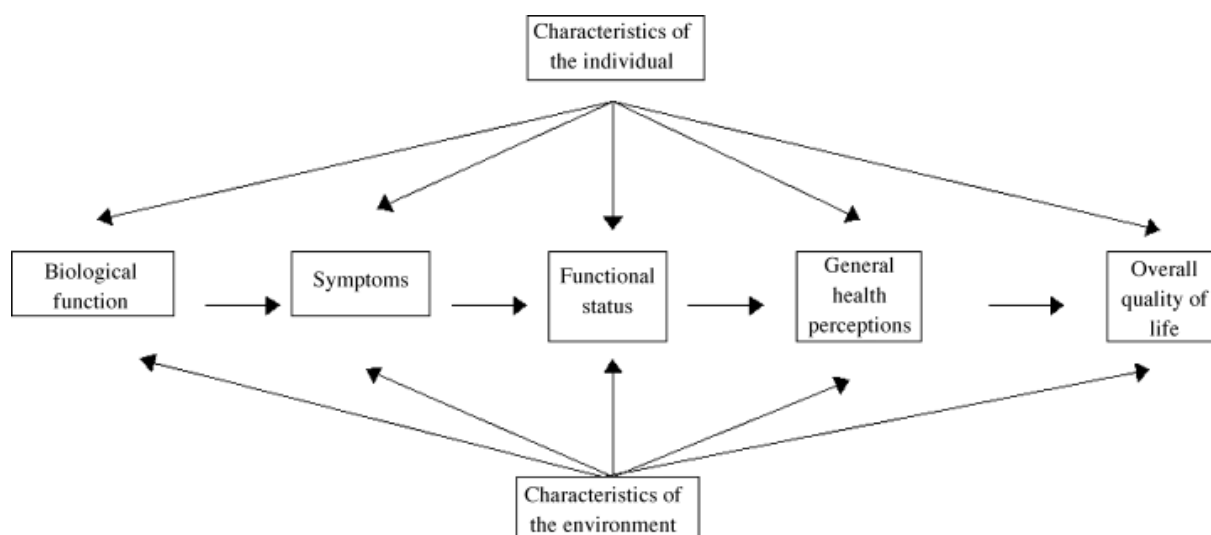 Characteristics of
the individual
Biological
function
Symptoms
Functional
status
General
health
perceptions
Overall
quality of
life
Characteristics of
the environment